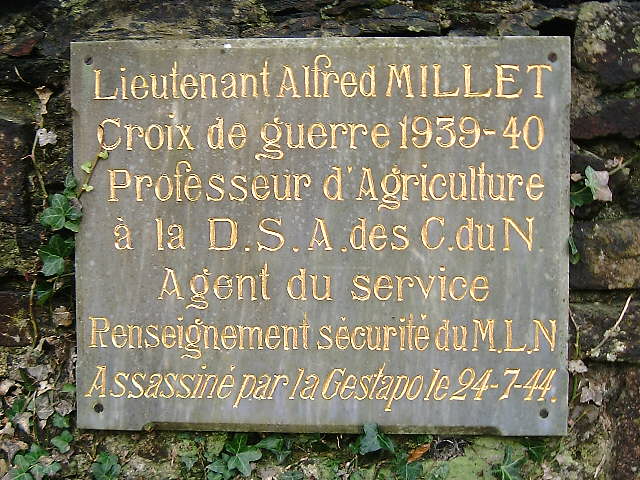 Lieutenant Alfred MILLET
Croix de guerre 1939-40
Professeur d'Agriculture
à la D.S.A.des C.duN.
Agent du service
Renseignement sécurité du M.L.N
Assassiné par la Gestapo le 24-7-44.